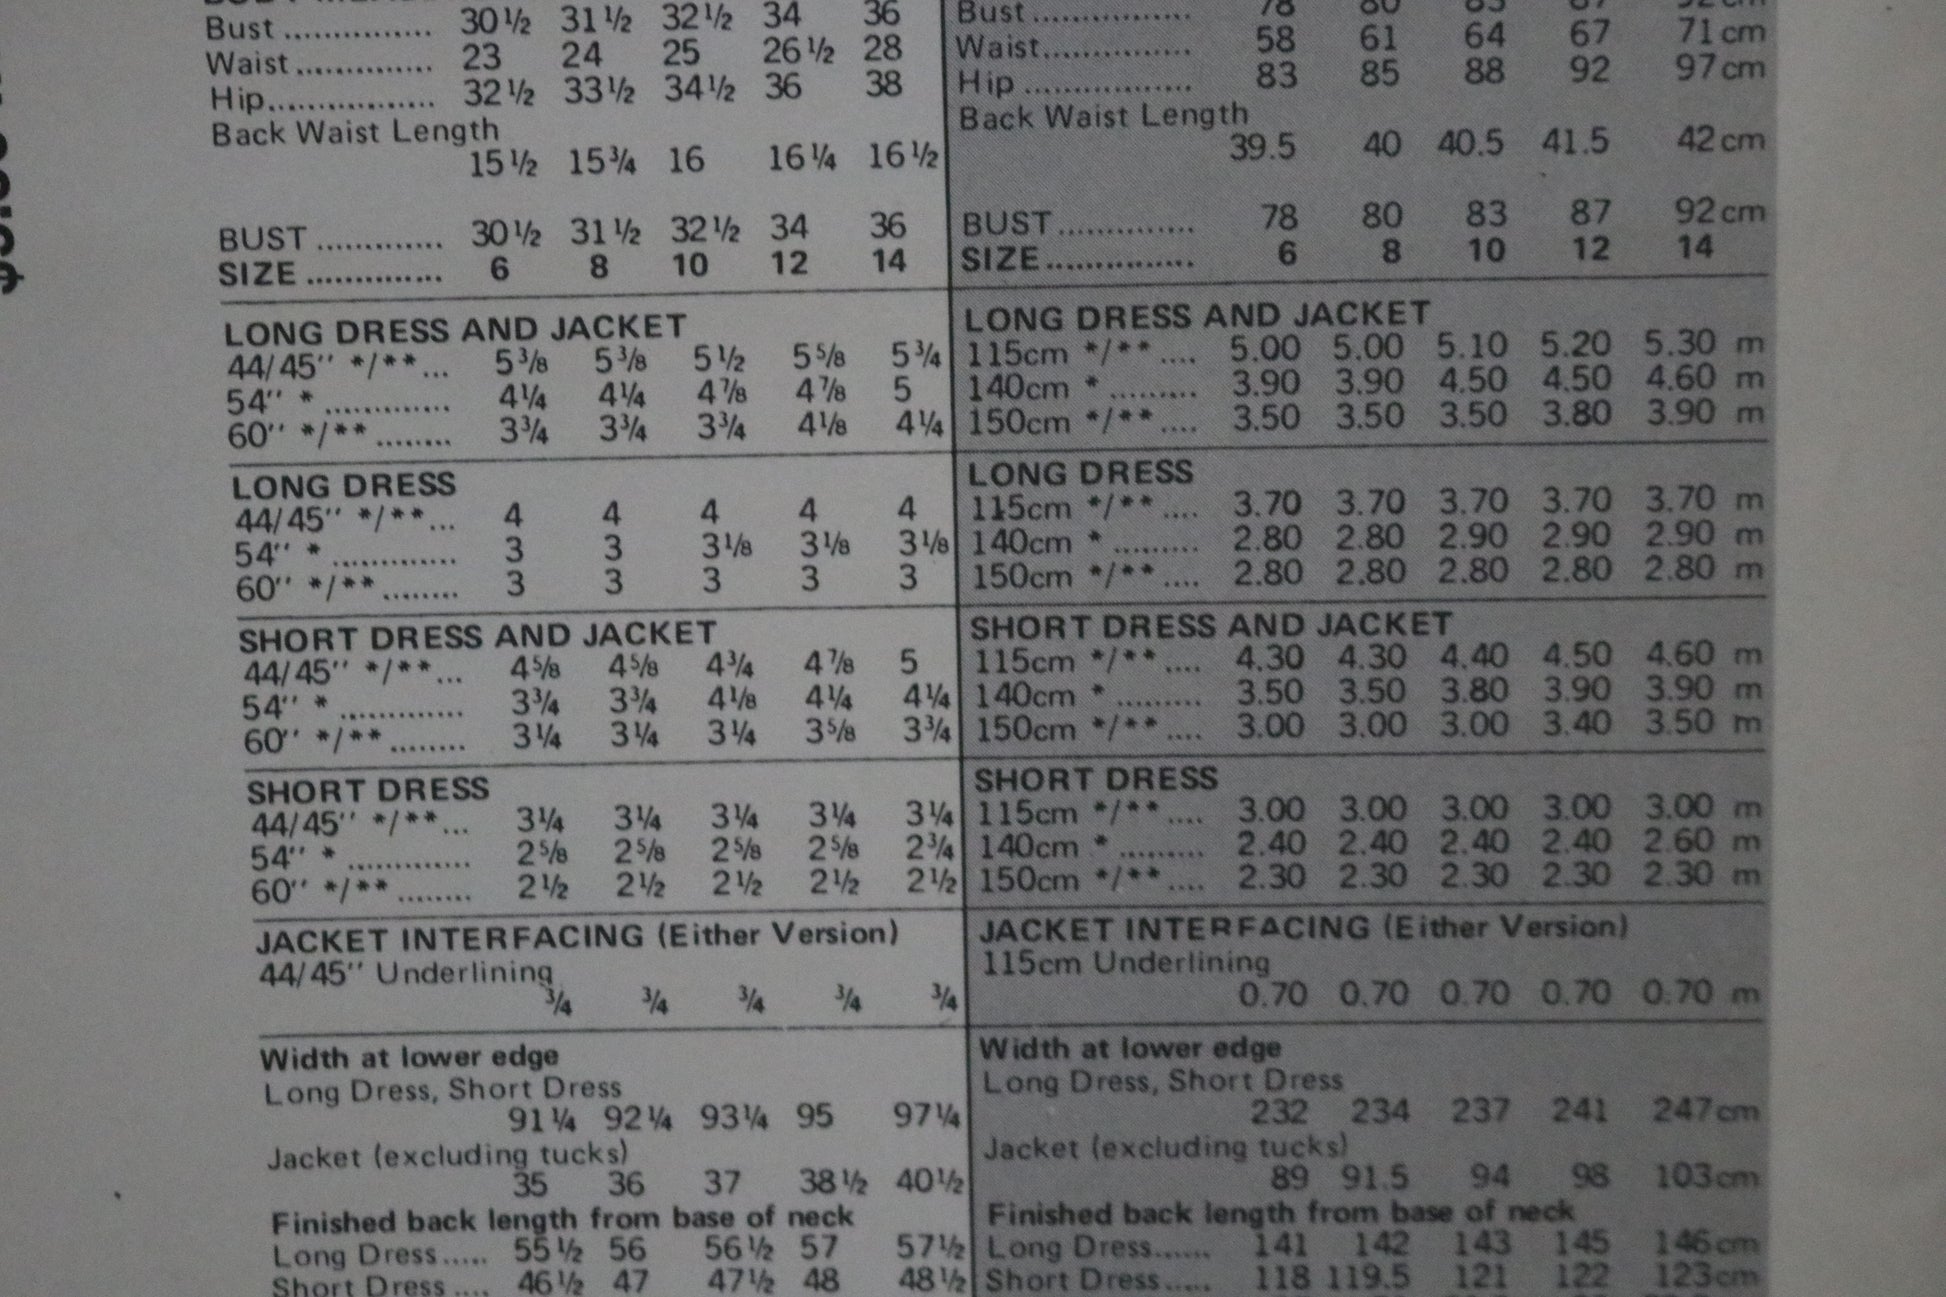 Bust ............... 30½ 31½ 32½ 34 36
Waist .............. 23 24 25 26½ 28
Hip................. 32½ 33½ 34½ 36 38
Back Waist Length
15½ 15¾ 16 16¼ 16½
BUST ............. 30½ 31½ 32½ 34 36
SIZE .............. 6 8 10 12 14
LONG DRESS AND JACKET
44/45'' */**... 5⅜ 5⅜ 5½ 5⅝ 5¾
54'' * ............. 4¼ 4¼ 4⅞ 4⅞ 5
60'' */** ........ 3¾ 3¾ 3¾ 4⅛ 4¼
LONG DRESS
44/45'' */**... 4 4 4 4 4
54'' * ............. 3 3 3⅛ 3⅛ 3⅛
60'' */** ........ 3 3 3 3 3
SHORT DRESS AND JACKET
44/45'' */**... 4⅝ 4⅝ 4¾ 4⅞ 5
54'' * ............. 3¾ 3¾ 4⅛ 4¼ 4¼
60'' */** ........ 3¼ 3¼ 3¼ 3⅝ 3¾
SHORT DRESS
44/45'' */**... 3¼ 3¼ 3¼ 3¼ 3¼
54'' * ............. 2⅝ 2⅝ 2⅝ 2⅝ 2¾
60'' */** ........ 2½ 2½ 2½ 2½ 2½
JACKET INTERFACING (Either Version)
44/45'' Underlining
¾ ¾ ¾ ¾ ¾
Width at lower edge
Long Dress, Short Dress
91¼ 92¼ 93¼ 95 97¼
Jacket (excluding tucks)
35 36 37 38½ 40½
Finished back length from base of neck
Long Dress..... 55½ 56 56½ 57 57½
Short Dress .... 46½ 47 47½ 48 48½
Bust ................ 78 80 83 87 92cm
Waist............... 58 61 64 67 71cm
Hip ................. 83 85 88 92 97cm
Back Waist Length
39.5 40 40.5 41.5 42cm
BUST.............. 78 80 83 87 92cm
SIZE............... 6 8 10 12 14
LONG DRESS AND JACKET
115cm */** .... 5.00 5.00 5.10 5.20 5.30 m
140cm * ......... 3.90 3.90 4.50 4.50 4.60 m
150cm */** .... 3.50 3.50 3.50 3.80 3.90 m
LONG DRESS
115cm */** .... 3.70 3.70 3.70 3.70 3.70 m
140cm * ......... 2.80 2.80 2.90 2.90 2.90 m
150cm */** .... 2.80 2.80 2.80 2.80 2.80 m
SHORT DRESS AND JACKET
115cm */** .... 4.30 4.30 4.40 4.50 4.60 m
140cm * ......... 3.50 3.50 3.80 3.90 3.90 m
150cm */** .... 3.00 3.00 3.00 3.40 3.50 m
SHORT DRESS
115cm */** .... 3.00 3.00 3.00 3.00 3.00 m
140cm * ......... 2.40 2.40 2.40 2.40 2.60 m
150cm */** .... 2.30 2.30 2.30 2.30 2.30 m
JACKET INTERFACING (Either Version)
115cm Underlining
0.70 0.70 0.70 0.70 0.70 m
Width at lower edge
Long Dress, Short Dress
232 234 237 241 247cm
Jacket (excluding tucks)
89 91.5 94 98 103cm
Finished back length from base of neck
Long Dress...... 141 142 143 145 146cm
Short Dress..... 118 119.5 121 122 123cm